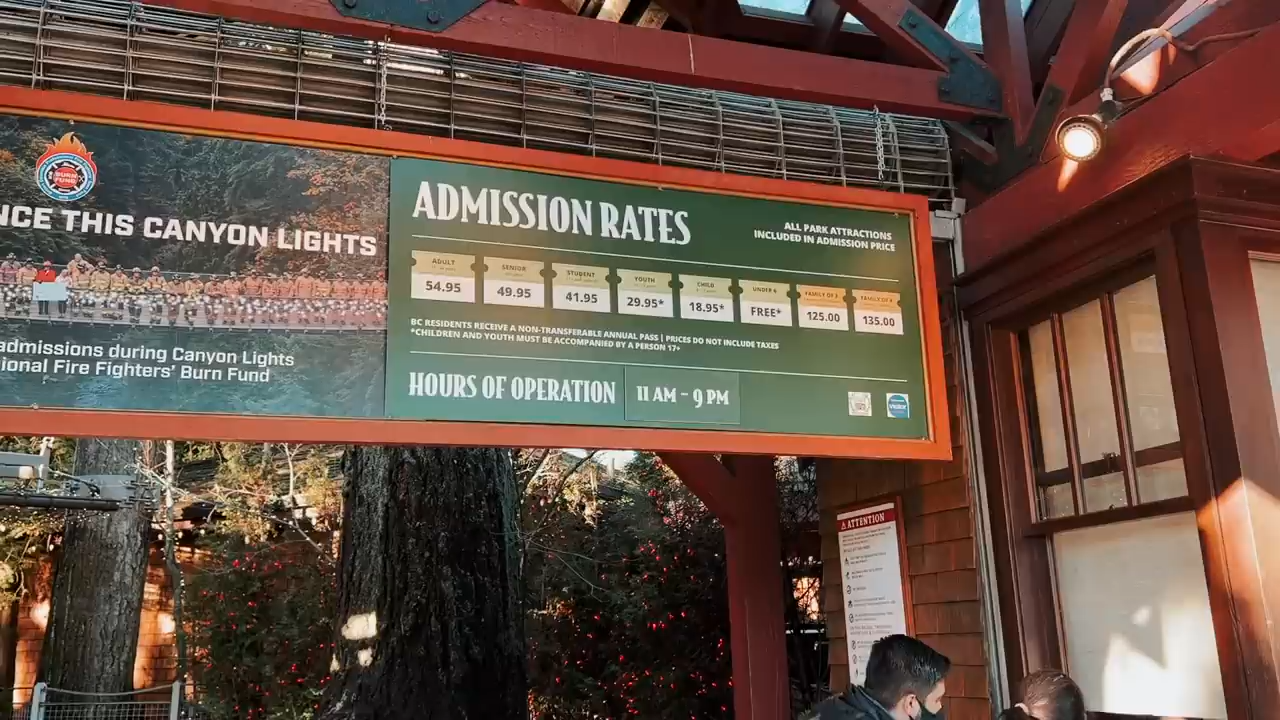 BURN
FUND
NCE THIS CANYON LIGHTS
admissions during Canyon Lights
ional Fire Fighters' Burn Fund
ADMISSION RATES
ALL PARK ATTRACTIONS
INCLUDED IN ADMISSION PRICE
ADULT
54.95
SENIOR
49.95
STUDENT
41.95
YOUTH
29.95*
CHILD
18.95*
UNDER 6
FREE*
FAMILY OF 3
125.00
FAMILY OF 4
135.00
BC RESIDENTS RECEIVE A NON-TRANSFERABLE ANNUAL PASS | PRICES DO NOT INCLUDE TAXES
*CHILDREN AND YOUTH MUST BE ACCOMPANIED BY A PERSON 17+
HOURS OF OPERATION
11 AM - 9 PM
ATTENTION